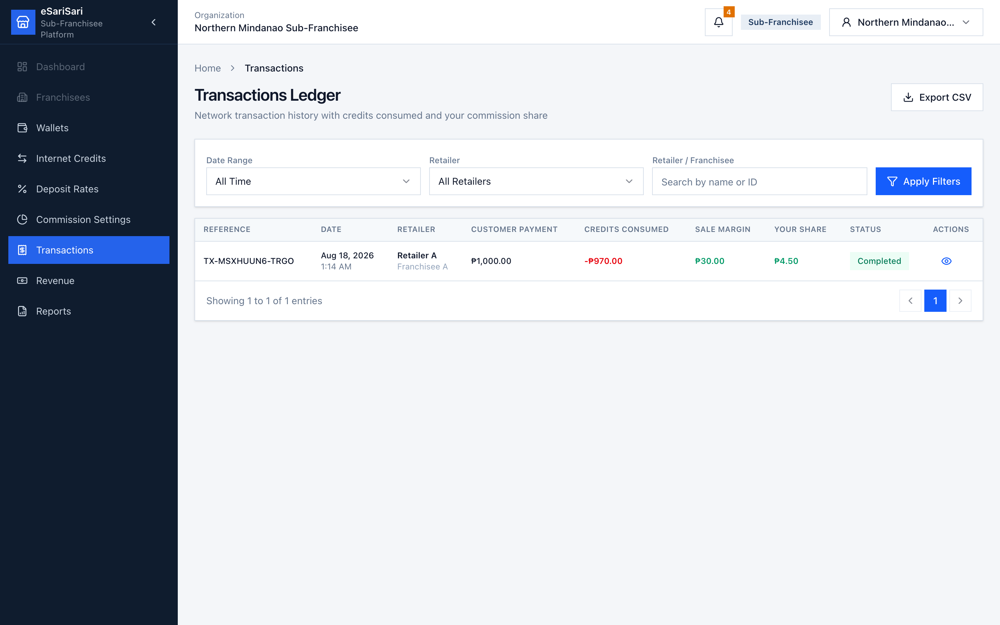 eSariSari
Sub-Franchisee
Platform
Dashboard
Franchisees
Wallets
Internet Credits
Deposit Rates
Commission Settings
Transactions
Revenue
Reports
Organization
Northern Mindanao Sub-Franchisee
4
Sub-Franchisee
Northern Mindanao...
Home > Transactions
Transactions Ledger
Network transaction history with credits consumed and your commission share
Export CSV
Date Range
All Time
Retailer
All Retailers
Retailer / Franchisee
Search by name or ID
Apply Filters
REFERENCE DATE RETAILER CUSTOMER PAYMENT CREDITS CONSUMED SALE MARGIN YOUR SHARE STATUS ACTIONS
TX-MSXHUUN6-TRGO
Aug 18, 2026
1:14 AM
Retailer A
Franchisee A
₱1,000.00
-₱970.00
₱30.00
₱4.50
Completed
Showing 1 to 1 of 1 entries
1